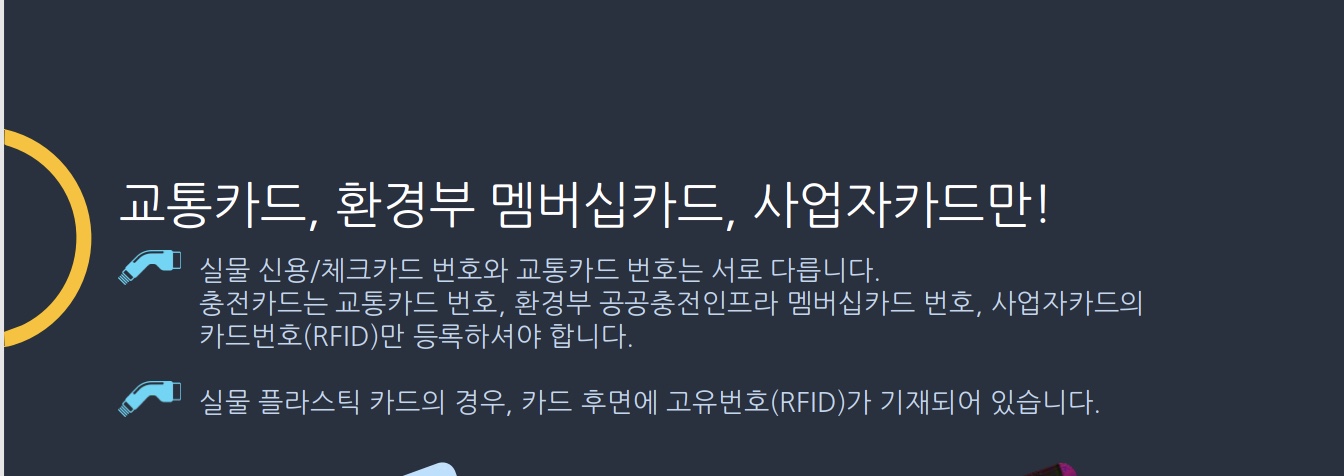 교통카드, 환경부 멤버십카드, 사업자카드만!
실물 신용/체크카드 번호와 교통카드 번호는 서로 다릅니다.
충전카드는 교통카드 번호, 환경부 공공충전인프라 멤버십카드 번호, 사업자카드의
카드번호(RFID)만 등록하셔야 합니다.
실물 플라스틱 카드의 경우, 카드 후면에 고유번호(RFID)가 기재되어 있습니다.